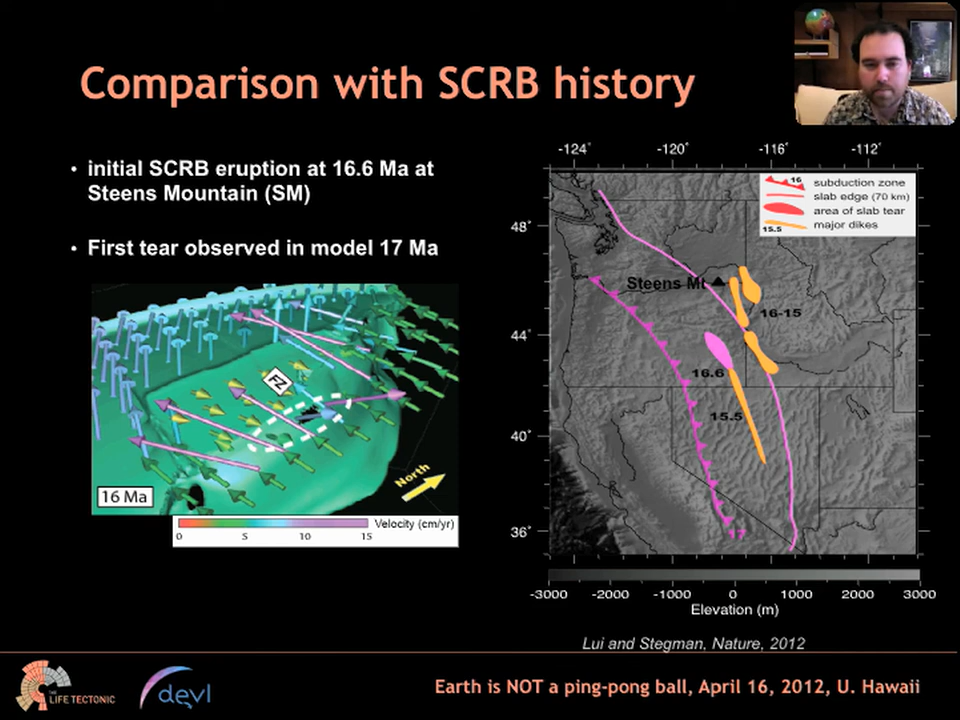 Comparison with SCRB history
• initial SCRB eruption at 16.6 Ma at
Steens Mountain (SM)
• First tear observed in model 17 Ma
FZ
North
16 Ma
Velocity (cm/yr)
0 5 10 15
-124° -120° -116° -112°
16 subduction zone
slab edge (70 km)
area of slab tear
15.5 major dikes
48°
Steens Mt
16-15
44°
16.6
15.5
40°
36°
17
-3000 -2000 -1000 0 1000 2000 3000
Elevation (m)
Lui and Stegman, Nature, 2012
THE
LIFE TECTONIC
devl
Earth is NOT a ping-pong ball, April 16, 2012, U. Hawaii